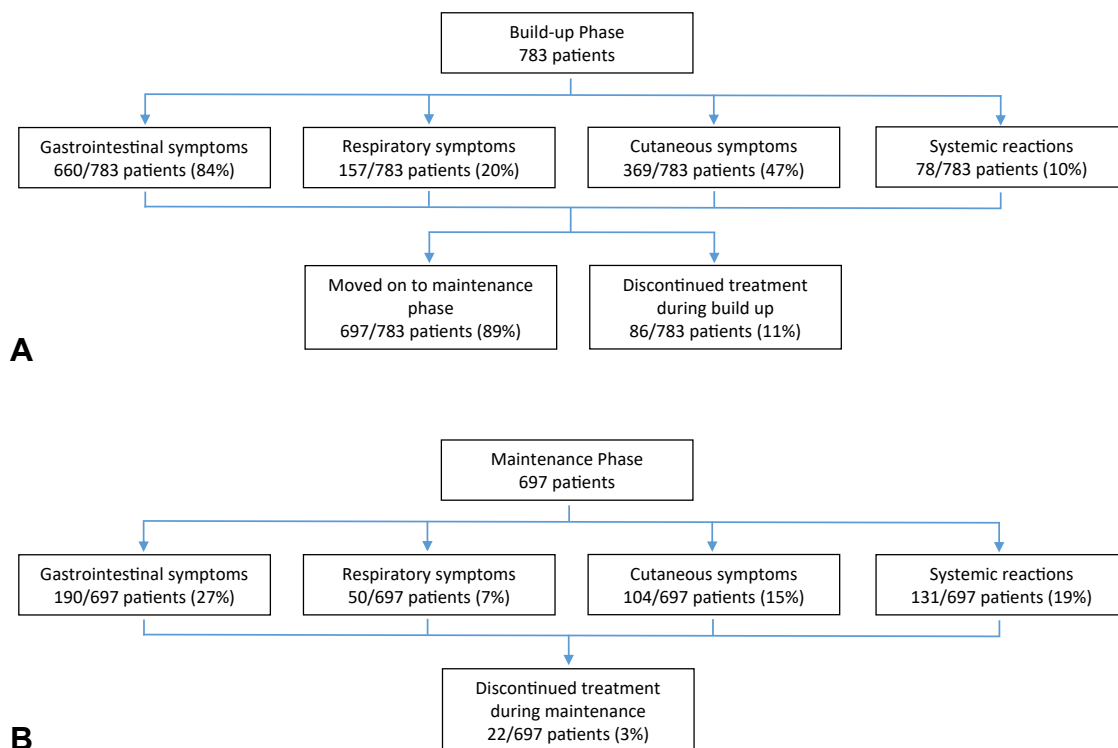 Build-up Phase
783 patients
Gastrointestinal symptoms
660/783 patients (84%)
Respiratory symptoms
157/783 patients (20%)
Cutaneous symptoms
369/783 patients (47%)
Systemic reactions
78/783 patients (10%)
Moved on to maintenance
phase
697/783 patients (89%)
Discontinued treatment
during build up
86/783 patients (11%)
A
Maintenance Phase
697 patients
Gastrointestinal symptoms
190/697 patients (27%)
Respiratory symptoms
50/697 patients (7%)
Cutaneous symptoms
104/697 patients (15%)
Systemic reactions
131/697 patients (19%)
Discontinued treatment
during maintenance
22/697 patients (3%)
B